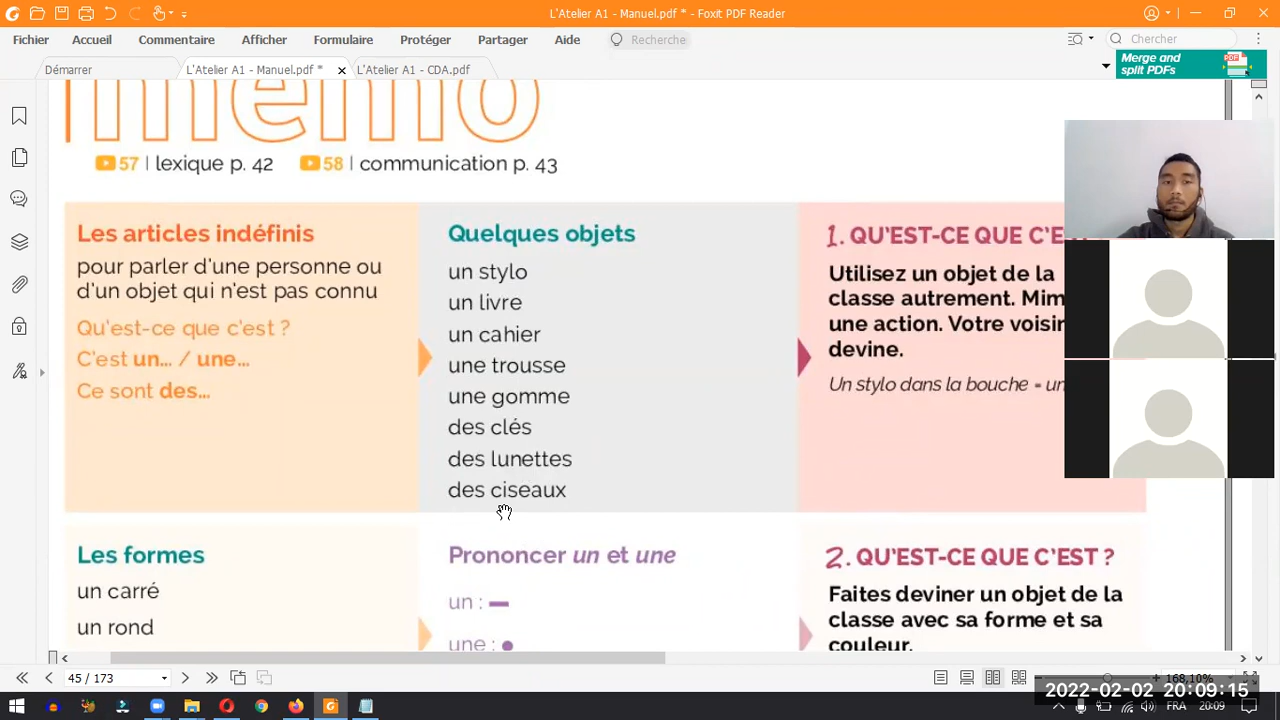 L'Atelier A1 - Manuel.pdf * - Foxit PDF Reader
Fichier Accueil Commentaire Afficher Formulaire Protéger Partager Aide Recherche Chercher
Démarrer L'Atelier A1 - Manuel.pdf * L'Atelier A1 - CDA.pdf
Merge and
split PDFs
mémo
57 | lexique p. 42 58 | communication p. 43
Les articles indéfinis
pour parler d'une personne ou
d'un objet qui n'est pas connu
Qu'est-ce que c'est ?
C'est un... / une...
Ce sont des...
Quelques objets
un stylo
un livre
un cahier
une trousse
une gomme
des clés
des lunettes
des ciseaux
1. QU'EST-CE QUE C'E
Utilisez un objet de la
classe autrement. Mim
une action. Votre voisin
devine.
Un stylo dans la bouche = un
Les formes
un carré
un rond
Prononcer un et une
un :
une :
2. QU'EST-CE QUE C'EST ?
Faites deviner un objet de la
classe avec sa forme et sa
couleur.
45 / 173
168,10%
2022-02-02 20:09:15
FRA 20:09